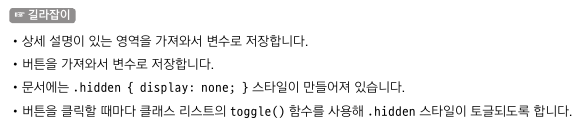 ☞ 길라잡이
• 상세 설명이 있는 영역을 가져와서 변수로 저장합니다.
• 버튼을 가져와서 변수로 저장합니다.
• 문서에는 .hidden { display: none; } 스타일이 만들어져 있습니다.
• 버튼을 클릭할 때마다 클래스 리스트의 toggle() 함수를 사용해 .hidden 스타일이 토글되도록 합니다.